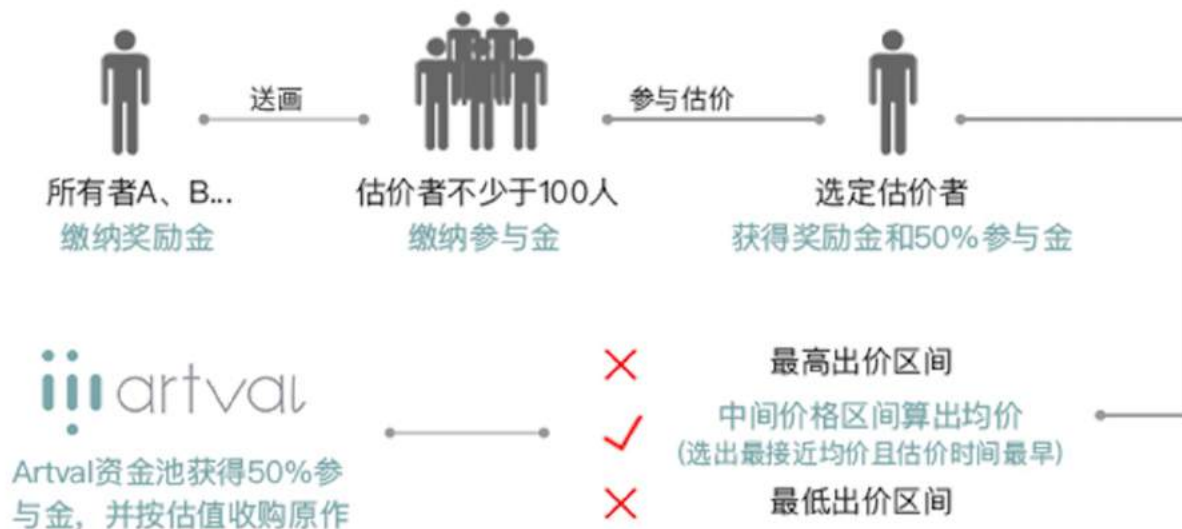 送画
参与估价
所有者A、B...
估价者不少于100人
选定估价者
缴纳奖励金
缴纳参与金
获得奖励金和50%参与金
artval
最高出价区间
中间价格区间算出均价
(选出最接近均价且估价时间最早)
最低出价区间
Artval资金池获得50%参
与金，并按估值收购原作